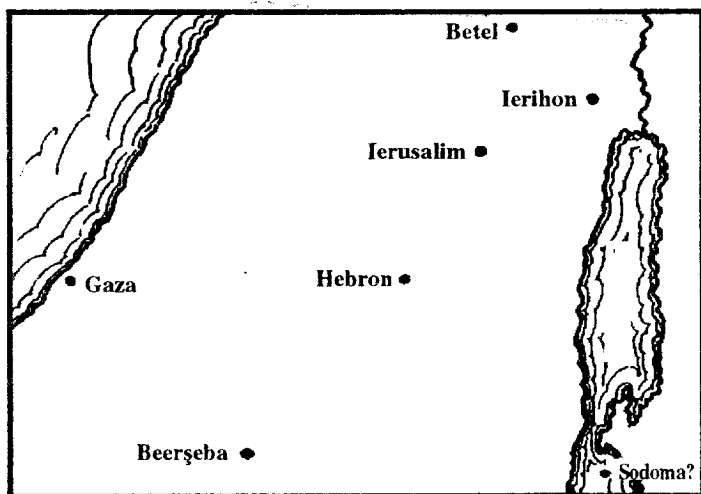 Betel
Ierihon
Ierusalim
Gaza
Hebron
Beerşeba
Sodoma?